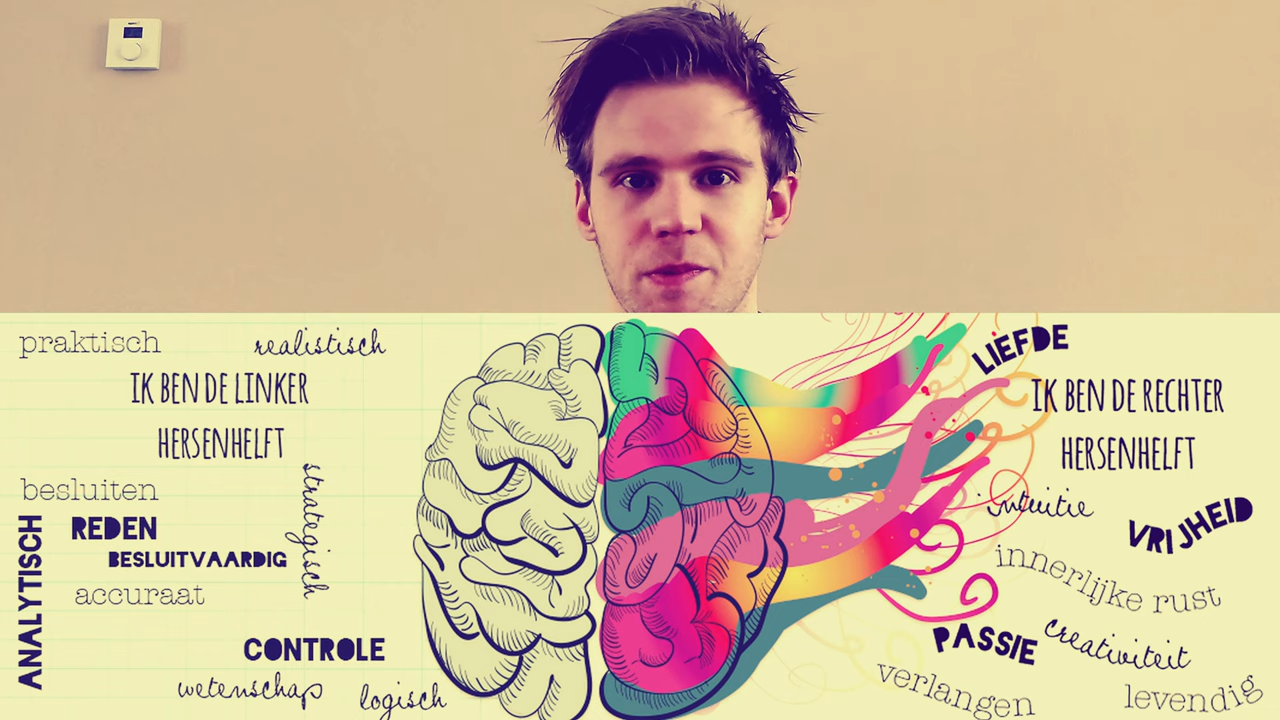 praktisch
realistisch
IK BEN DE LINKER
HERSENHELFT
strategisch
besluiten
ANALYTISCH
REDEN
BESLUITVAARDIG
accuraat
CONTROLE
wetenschap
logisch
LIEFDE
IK BEN DE RECHTER
HERSENHELFT
intuitie
VRIJHEID
innerlijke rust
PASSIE
creativiteit
verlangen
levendig